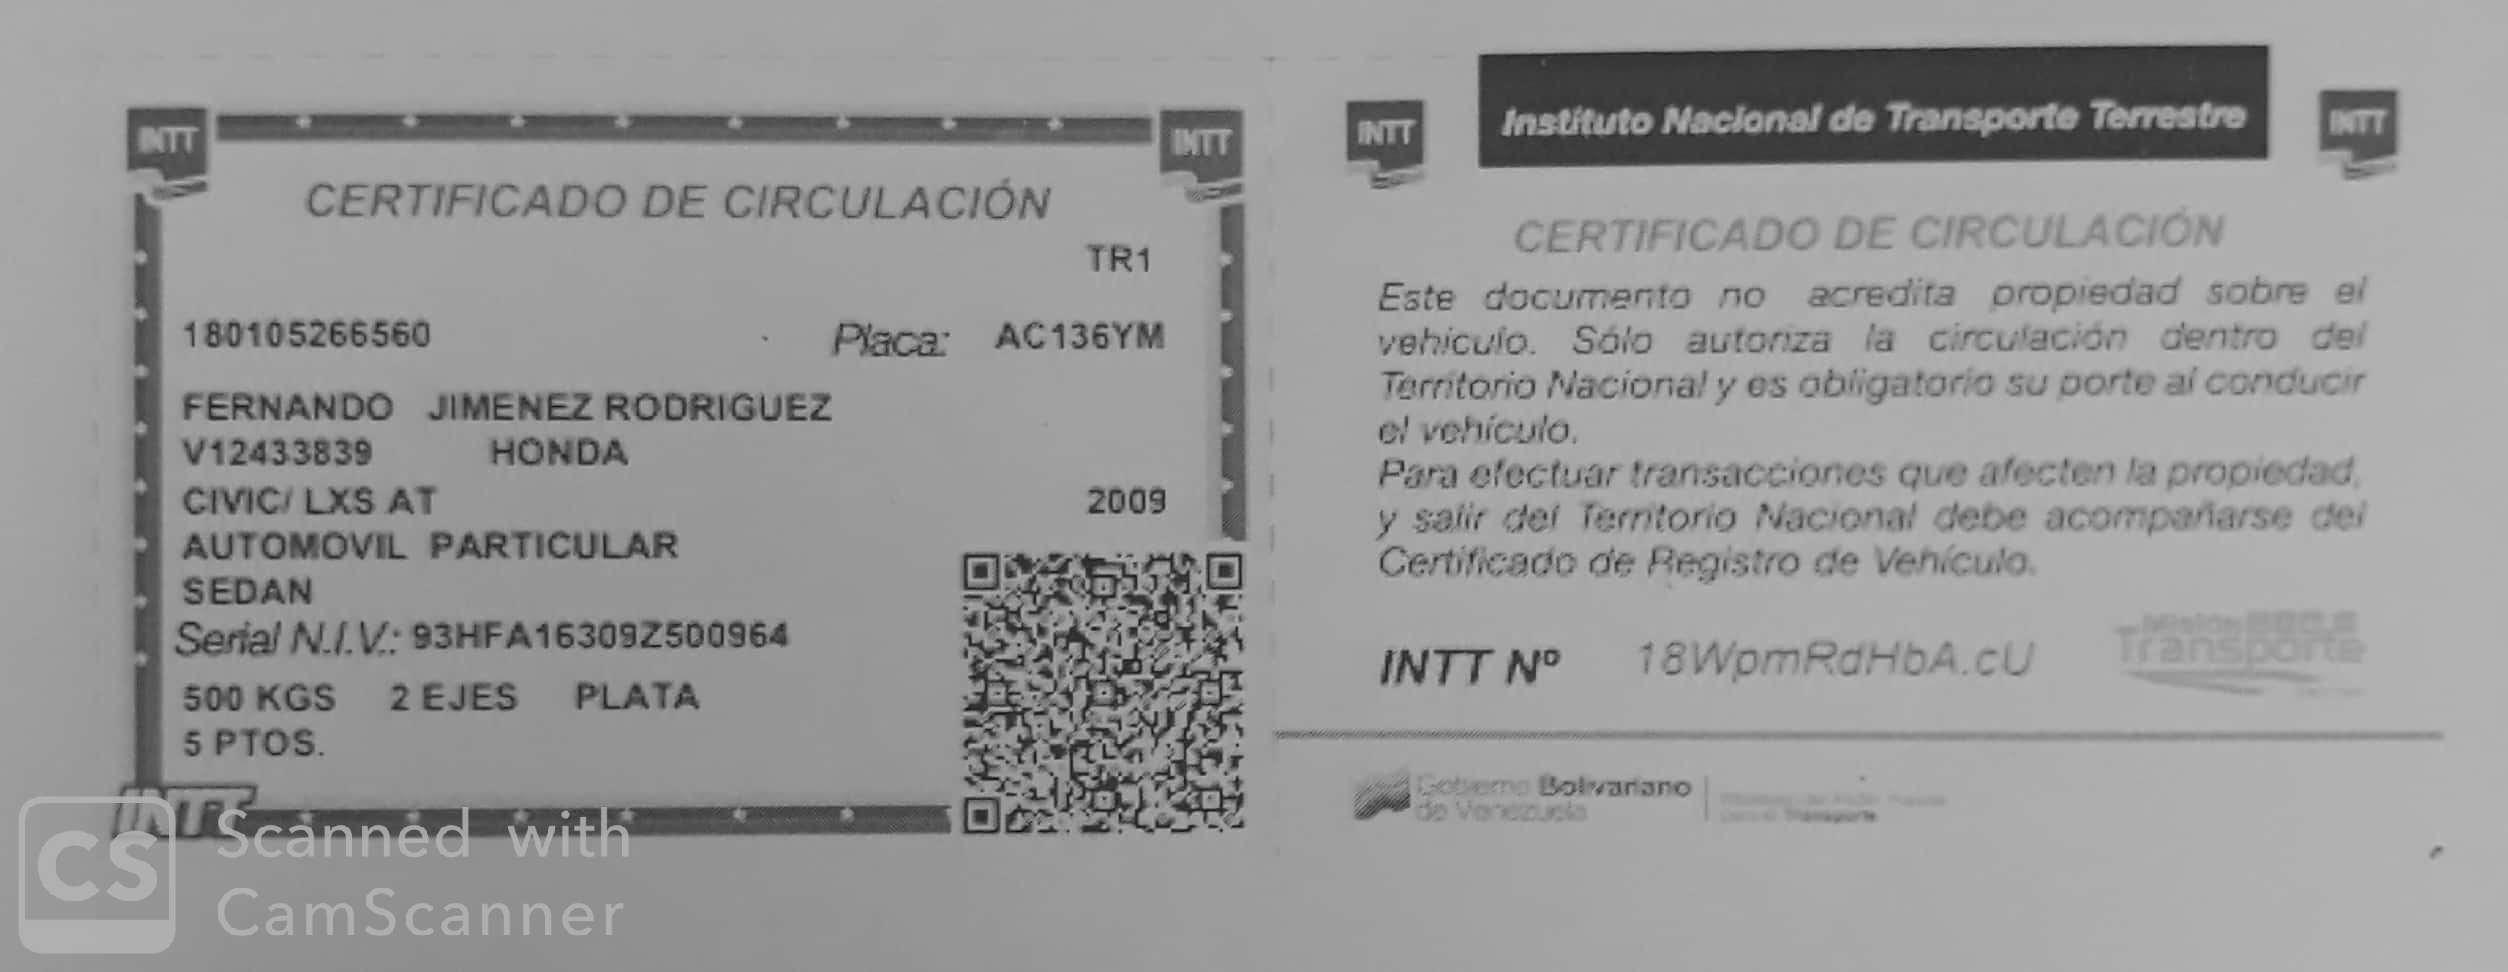 INTT
INTT
CERTIFICADO DE CIRCULACIÓN
TR1
180105266560 Placa: AC136YM
FERNANDO JIMENEZ RODRIGUEZ
V12433839 HONDA
CIVIC/ LXS AT 2009
AUTOMOVIL PARTICULAR
SEDAN
Serial N.I.V.: 93HFA16309Z500964
500 KGS 2 EJES PLATA
5 PTOS.
INTT
INTT
Instituto Nacional de Transporte Terrestre
INTT
CERTIFICADO DE CIRCULACIÓN
Este documento no acredita propiedad sobre el
vehículo. Sólo autoriza la circulación dentro del
Territorio Nacional y es obligatorio su porte al conducir
el vehículo.
Para efectuar transacciones que afecten la propiedad,
y salir del Territorio Nacional debe acompañarse del
Certificado de Registro de Vehículo.
INTT Nº 18WpmRdHbA.cU
Misión
Transporte
Gobierno Bolivariano
de Venezuela
Transporte
CS Scanned with
CamScanner